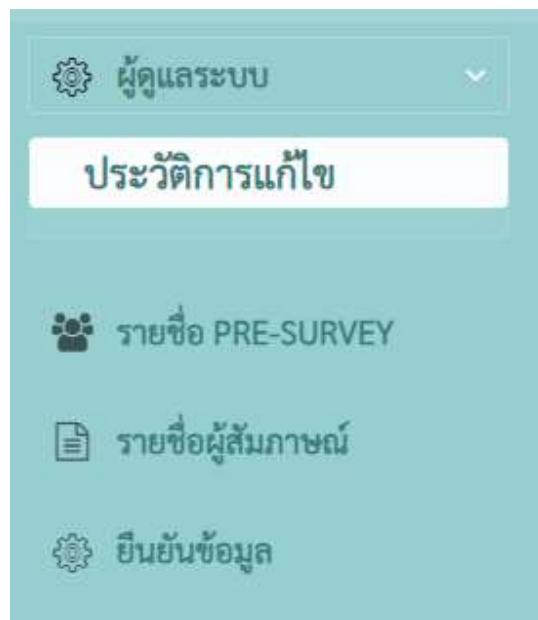 ผู้ดูแลระบบ
ประวัติการแก้ไข
รายชื่อ PRE-SURVEY
รายชื่อผู้สัมภาษณ์
ยืนยันข้อมูล